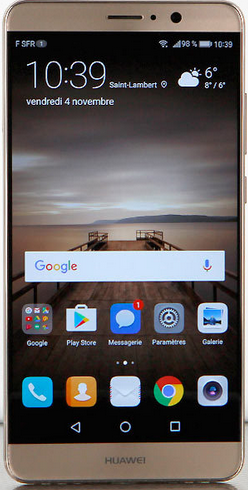 F SFR 1 98 % 10:39
10:39 Saint-Lambert 6°
8° / 6°
vendredi 4 novembre
Google
1
Google Play Store Messagerie Paramètres Galerie
HUAWEI